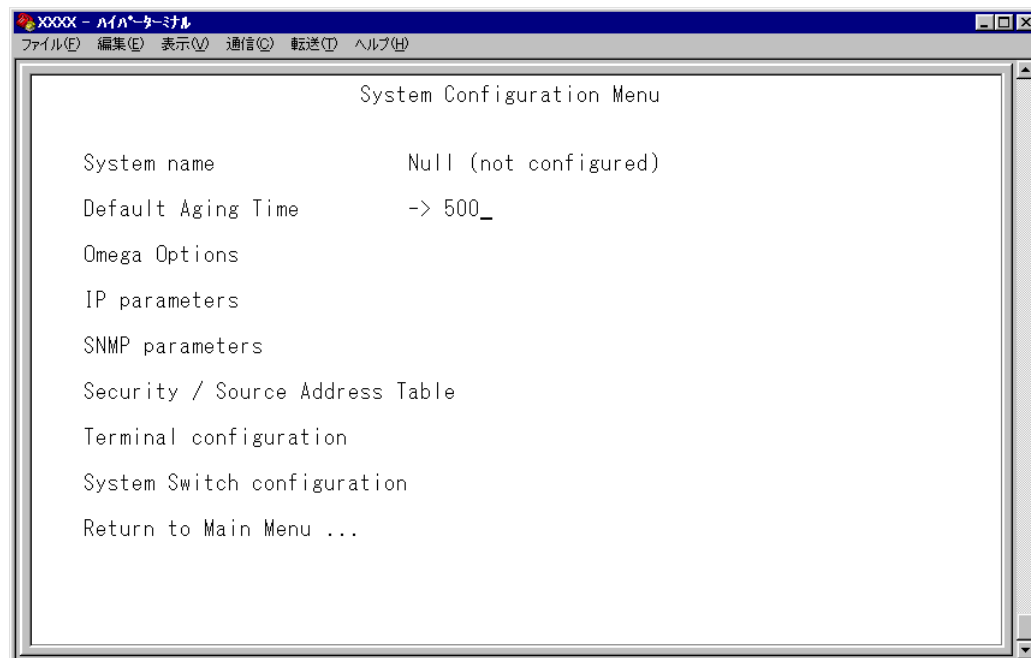 XXXX - ﾊｲﾊﾟｰﾀｰﾐﾅﾙ
ファイル(F) 編集(E) 表示(V) 通信(C) 転送(T) ヘルプ(H)
System Configuration Menu
System name Null (not configured)
Default Aging Time -> 500_
Omega Options
IP parameters
SNMP parameters
Security / Source Address Table
Terminal configuration
System Switch configuration
Return to Main Menu ...